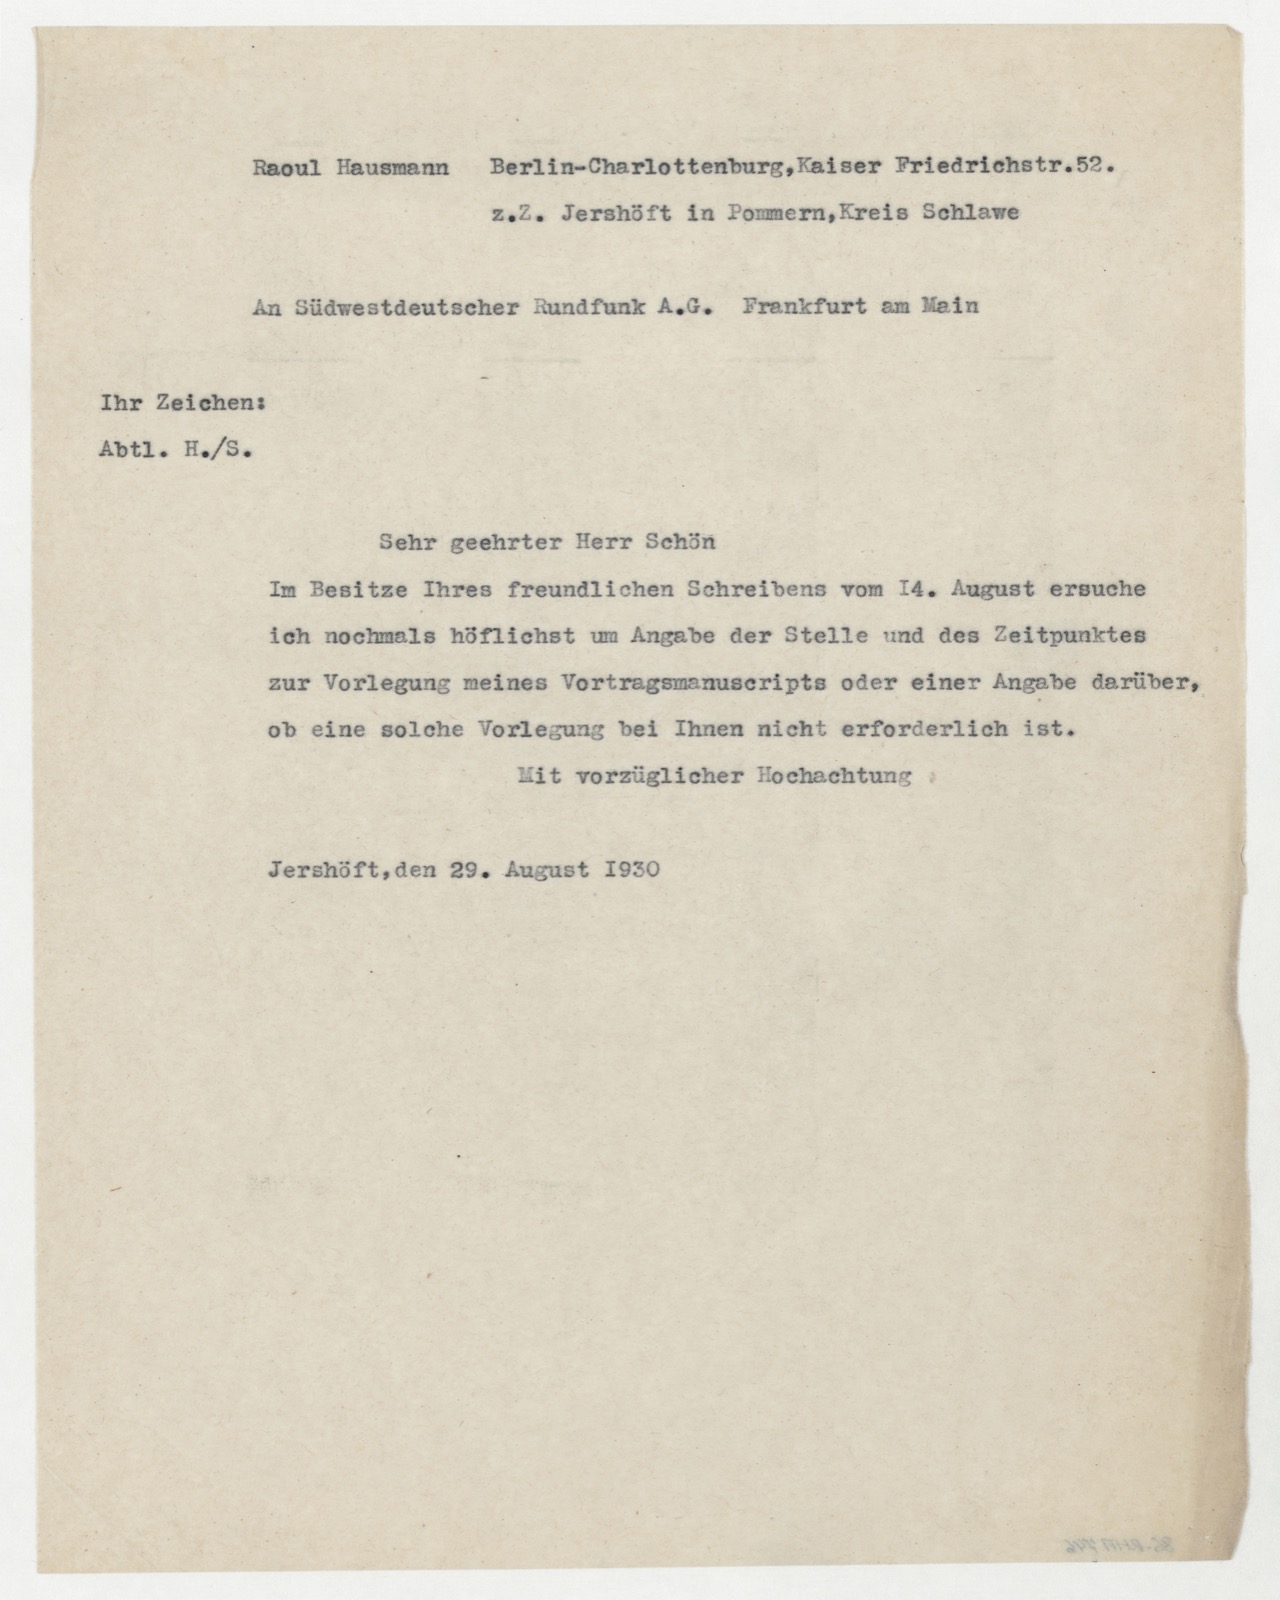 Raoul Hausmann Berlin-Charlottenburg,Kaiser Friedrichstr.52.
z.Z. Jershöft in Pommern,Kreis Schlawe
An Südwestdeutscher Rundfunk A.G. Frankfurt am Main
Ihr Zeichen:
Abtl. H./S.
Sehr geehrter Herr Schön
Im Besitze Ihres freundlichen Schreibens vom I4. August ersuche
ich nochmals höflichst um Angabe der Stelle und des Zeitpunktes
zur Vorlegung meines Vortragsmanuscripts oder einer Angabe darüber,
ob eine solche Vorlegung bei Ihnen nicht erforderlich ist.
Mit vorzüglicher Hochachtung
Jershöft,den 29. August I930